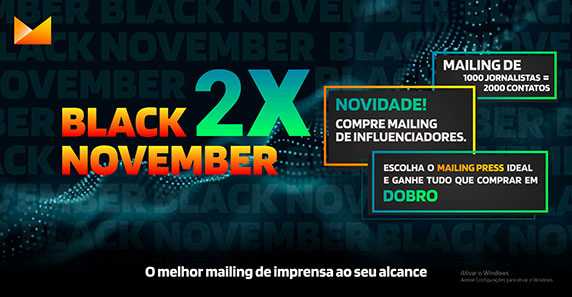 BLACK 2X
NOVEMBER
MAILING DE
1000 JORNALISTAS =
2000 CONTATOS
NOVIDADE!
COMPRE MAILING
DE INFLUENCIADORES.
ESCOLHA O MAILING PRESS IDEAL
E GANHE TUDO QUE COMPRAR EM
DOBRO
O melhor mailing de imprensa ao seu alcance
Ativar o Windows
Acesse Configurações para ativar o Windows.